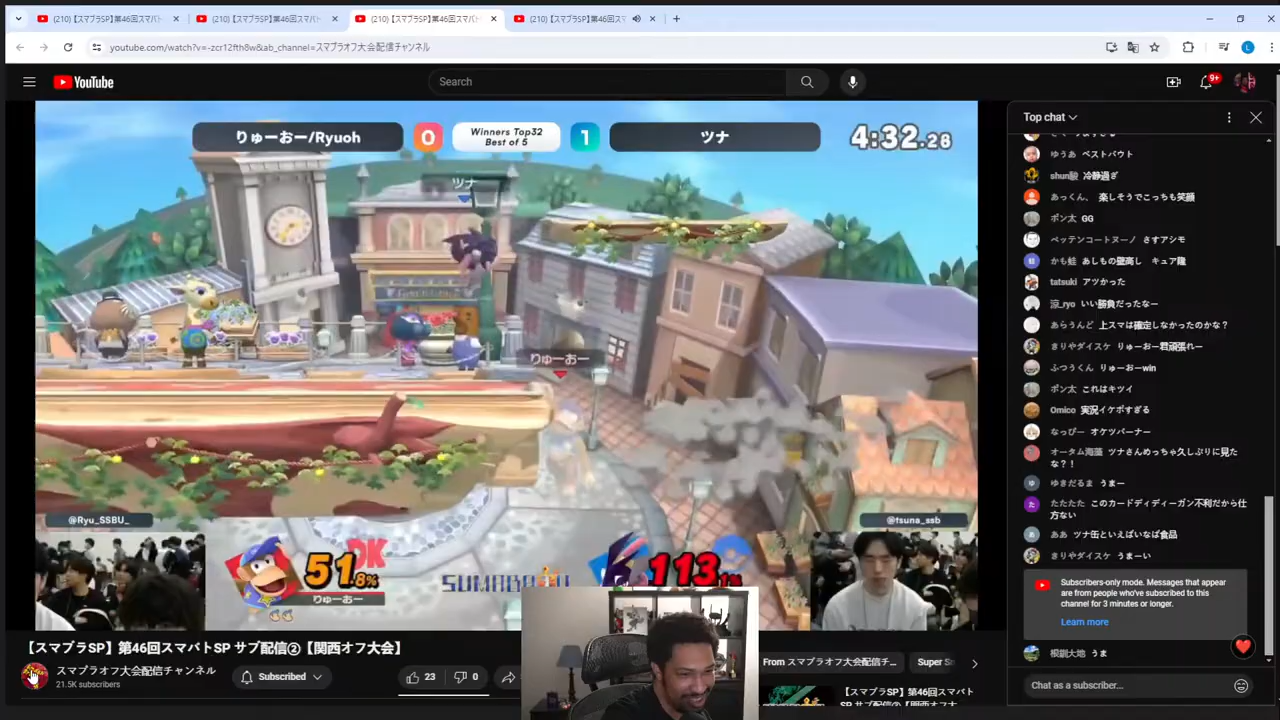 (210) 【スマブラSP】第46回スマバト
(210) 【スマブラSP】第46回スマバト
(210) 【スマブラSP】第46回スマバト
(210) 【スマブラSP】第46回ス
youtube.com/watch?v=-zcr12fth8w&ab_channel=スマブラオフ大会配信チャンネル
L
YouTube
Search
9+
りゅーおー/Ryuoh
0
Winners Top32
Best of 5
1
ツナ
4:32.28
ツナ
りゅーおー
@Ryu_SSBU_
@tsuna_ssb
DK
51.8%
りゅーおー
SUMABATO
113.1%
Top chat
ゆうあ ベストバウト
shun駿 冷静過ぎ
あっくん、 楽しそうでこっちも笑顔
ポン太 GG
ベッテンコートヌーノ さすアシモ
かも蛙 あしもの壁高し キュア隆
tatsuki アツかった
涼_ryo いい勝負だったなー
あらうんど 上スマは確定しなかったのかな？
きりやダイスケ りゅーおー君頑張れー
ふつうくん りゅーおーwin
ポン太 これはキツイ
Omico 実況イケボすぎる
なっぴー オケツバーナー
オータム海藻 ツナさんめっちゃ久しぶりに見た
な？！
ゆきだるま うまー
たたたたた このカードディディーガン不利だから仕
方ない
ああ ツナ缶といえばいなば食品
きりやダイスケ うまーい
Subscribers-only mode. Messages that appear
are from people who've subscribed to this
channel for 3 minutes or longer.
Learn more
根釧大地 うま
Chat as a subscriber...
【スマブラSP】第46回スマバトSP サブ配信②【関西オフ大会】
スマブラオフ大会配信チャンネル
21.5K subscribers
Subscribed
23
0
From スマブラオフ大会配信チ...
Super S
【スマブラSP】第46回スマバト